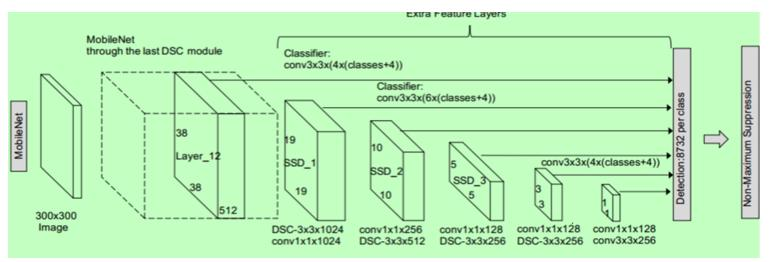 Extra Feature Layers
MobileNet
through the last DSC module
Classifier:
conv3x3x(4x(classes+4))
Classifier:
conv3x3x(6x(classes+4))
MobileNet
38
Layer_12
38
512
19
SSD_1
19
10
SSD_2
10
5
SSD_3
5
conv3x3x(4x(classes+4))
3
3
1
1
Detection:8732 per class
Non-Maximum Suppression
300x300
Image
DSC-3x3x1024
conv1x1x1024
conv1x1x256
DSC-3x3x512
conv1x1x128
DSC-3x3x256
conv1x1x128
DSC-3x3x256
conv1x1x128
conv3x3x256